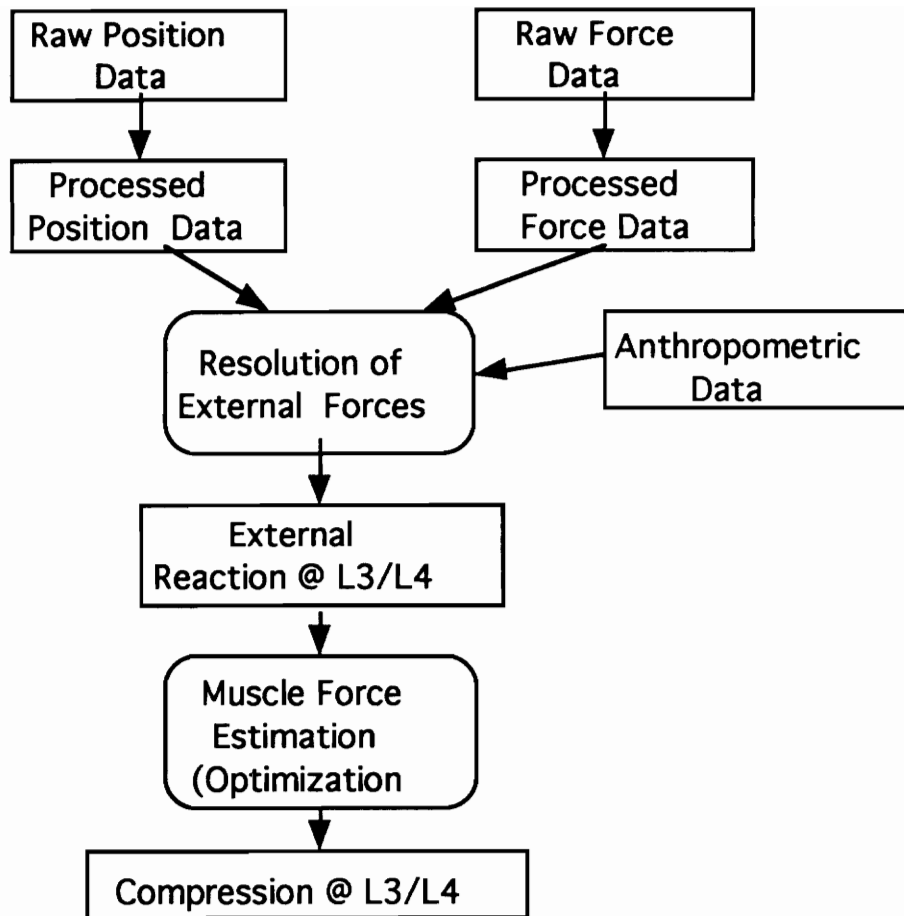 Raw Position
Data
Raw Force
Data
Processed
Position Data
Processed
Force Data
Resolution of
External Forces
Anthropometric
Data
External
Reaction @ L3/L4
Muscle Force
Estimation
(Optimization
Compression @ L3/L4